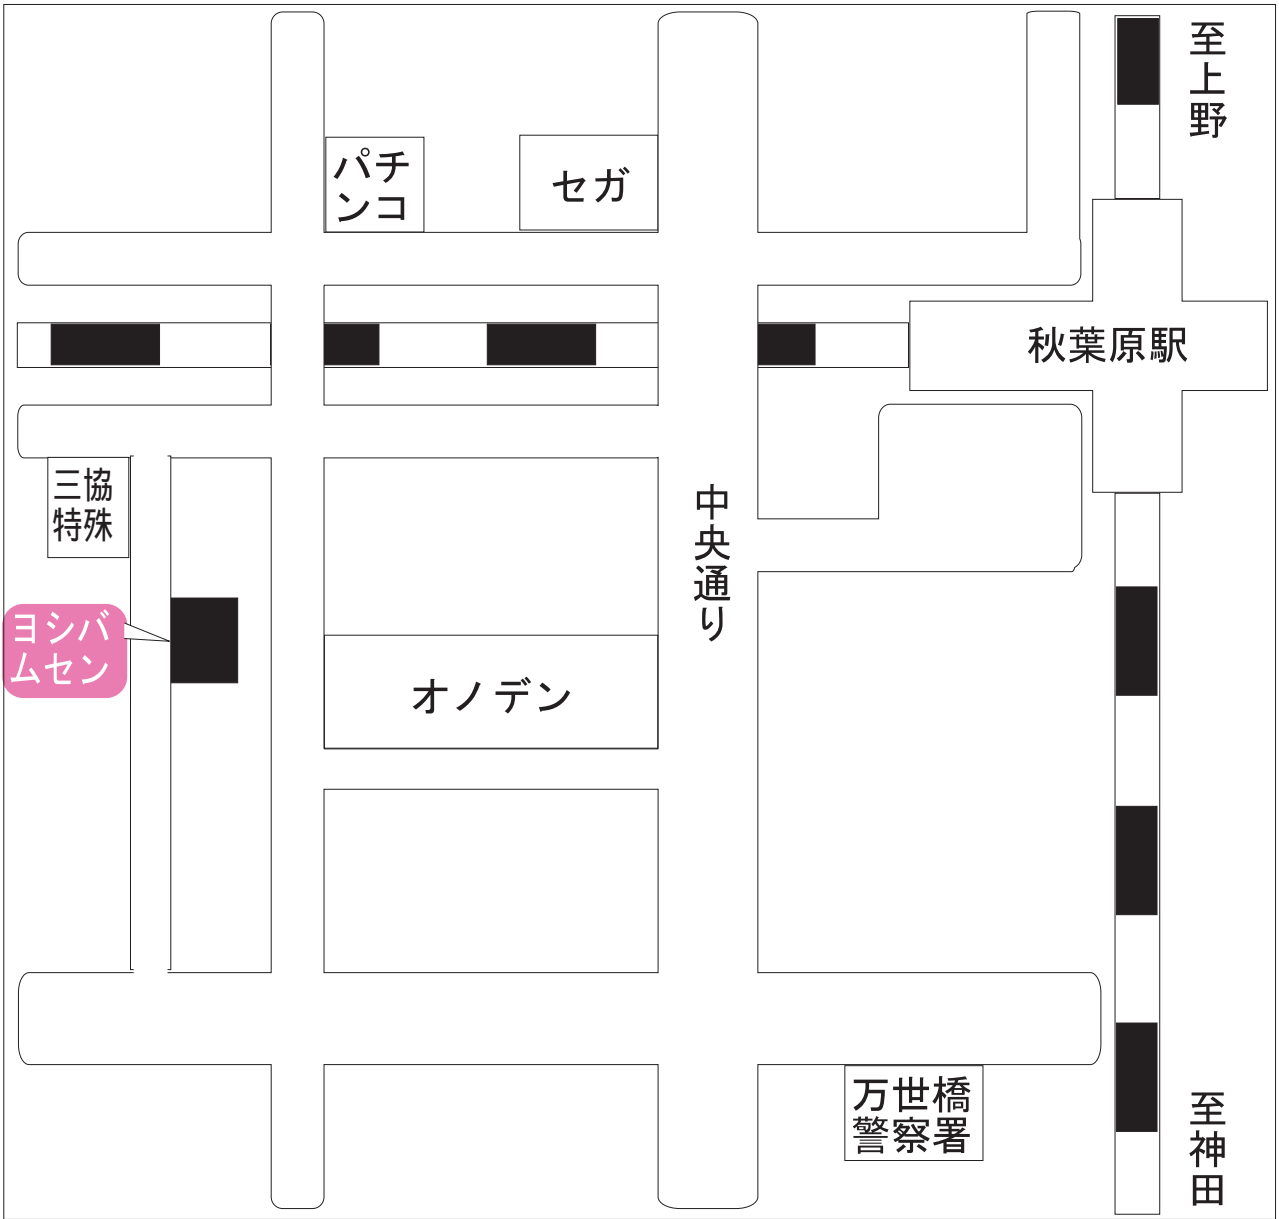 至上野
パチ
ンコ
セガ
秋葉原駅
三協
特殊
中央通り
ヨシバ
ムセン
オノデン
万世橋
警察署
至神田